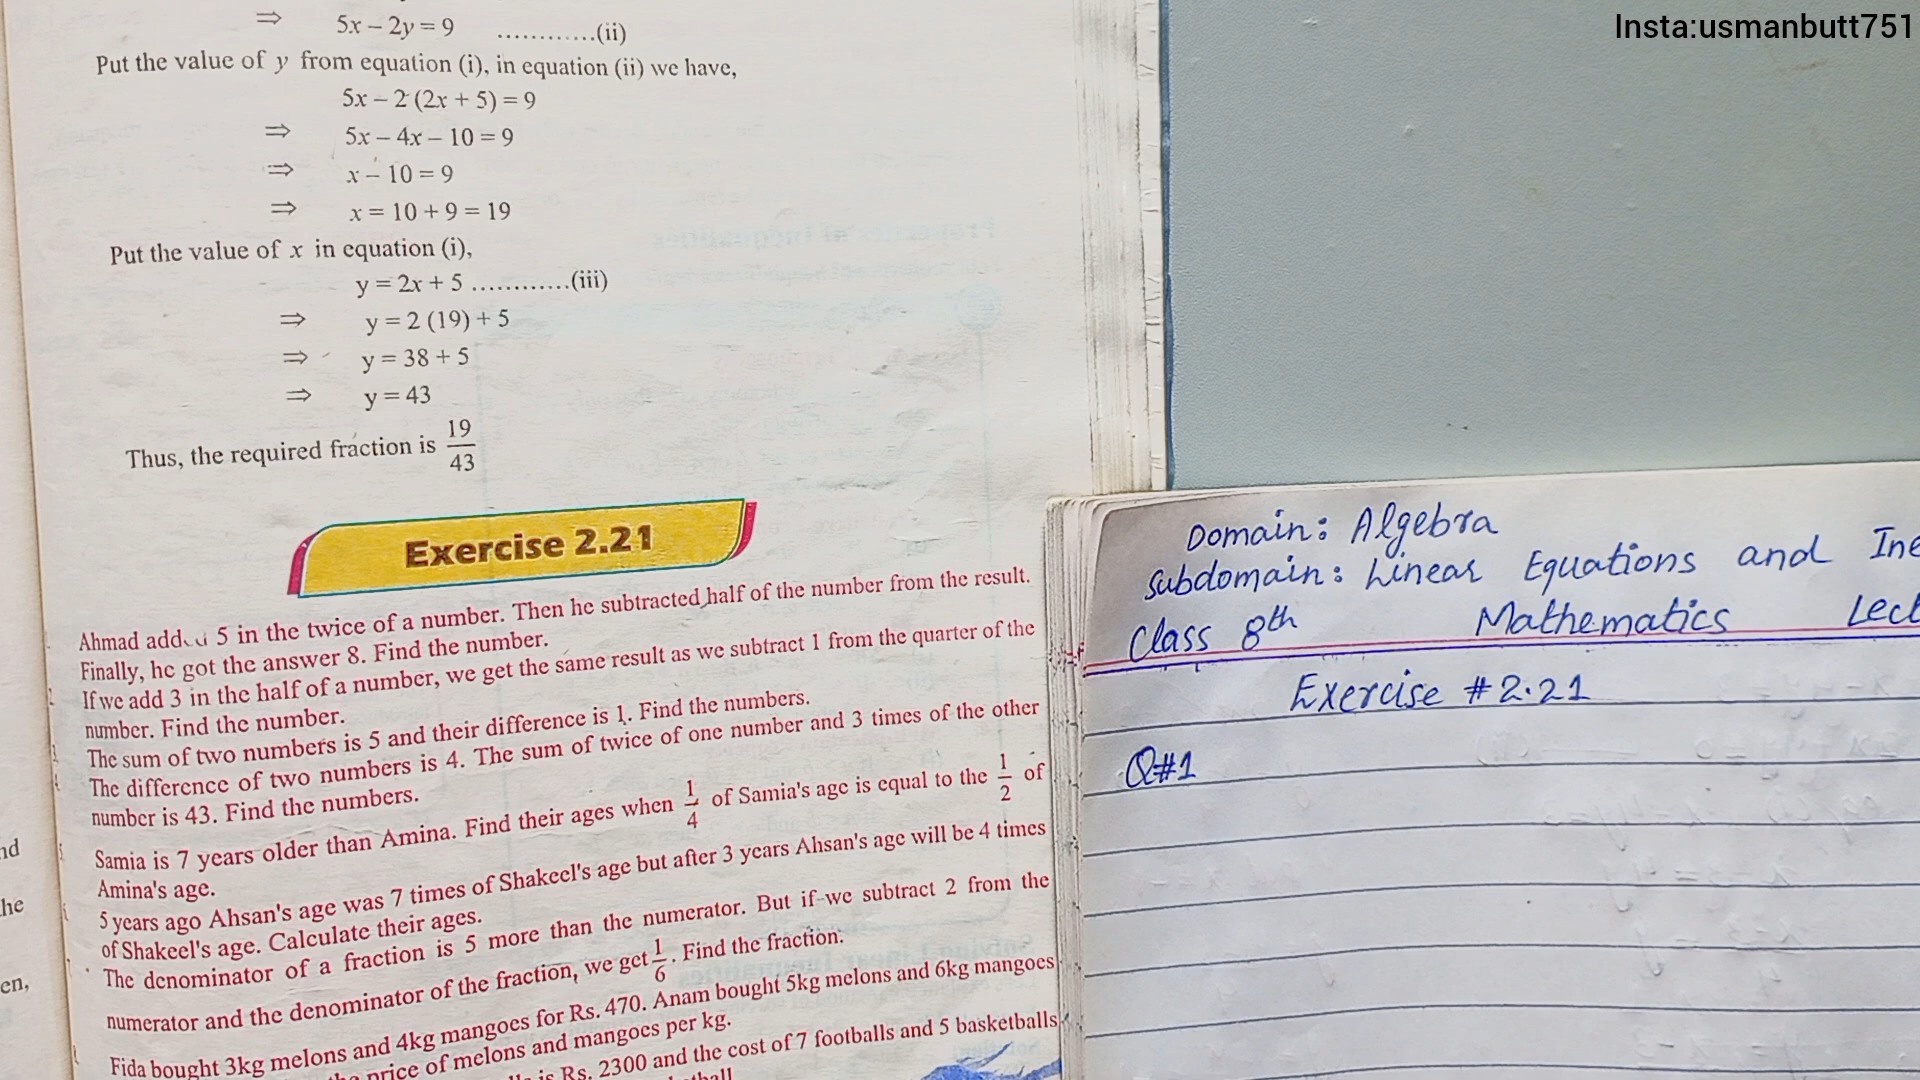 Insta:usmanbutt751
⇒ 5x – 2y = 9 ............(ii)
Put the value of y from equation (i), in equation (ii) we have,
5x – 2 (2x + 5) = 9
⇒ 5x – 4x – 10 = 9
⇒ x – 10 = 9
⇒ x = 10 + 9 = 19
Put the value of x in equation (i),
y = 2x + 5 ............(iii)
⇒ y = 2 (19) + 5
⇒ y = 38 + 5
⇒ y = 43
Thus, the required fraction is 19/43
Exercise 2.21
Ahmad added 5 in the twice of a number. Then he subtracted half of the number from the result.
Finally, he got the answer 8. Find the number.
If we add 3 in the half of a number, we get the same result as we subtract 1 from the quarter of the
number. Find the number.
The sum of two numbers is 5 and their difference is 1. Find the numbers.
The difference of two numbers is 4. The sum of twice of one number and 3 times of the other
number is 43. Find the numbers.
Samia is 7 years older than Amina. Find their ages when 1/4 of Samia's age is equal to the 1/2 of
Amina's age.
5 years ago Ahsan's age was 7 times of Shakeel's age but after 3 years Ahsan's age will be 4 times
of Shakeel's age. Calculate their ages.
The denominator of a fraction is 5 more than the numerator. But if we subtract 2 from the
numerator and the denominator of the fraction, we get 1/6. Find the fraction.
Fida bought 3kg melons and 4kg mangoes for Rs. 470. Anam bought 5kg melons and 6kg mangoes
price of melons and mangoes per kg.
is Rs. 2300 and the cost of 7 footballs and 5 basketballs
Domain: Algebra
Subdomain: Linear Equations and Ine
Class 8th Mathematics Lect
Exercise #2.21
Q#1